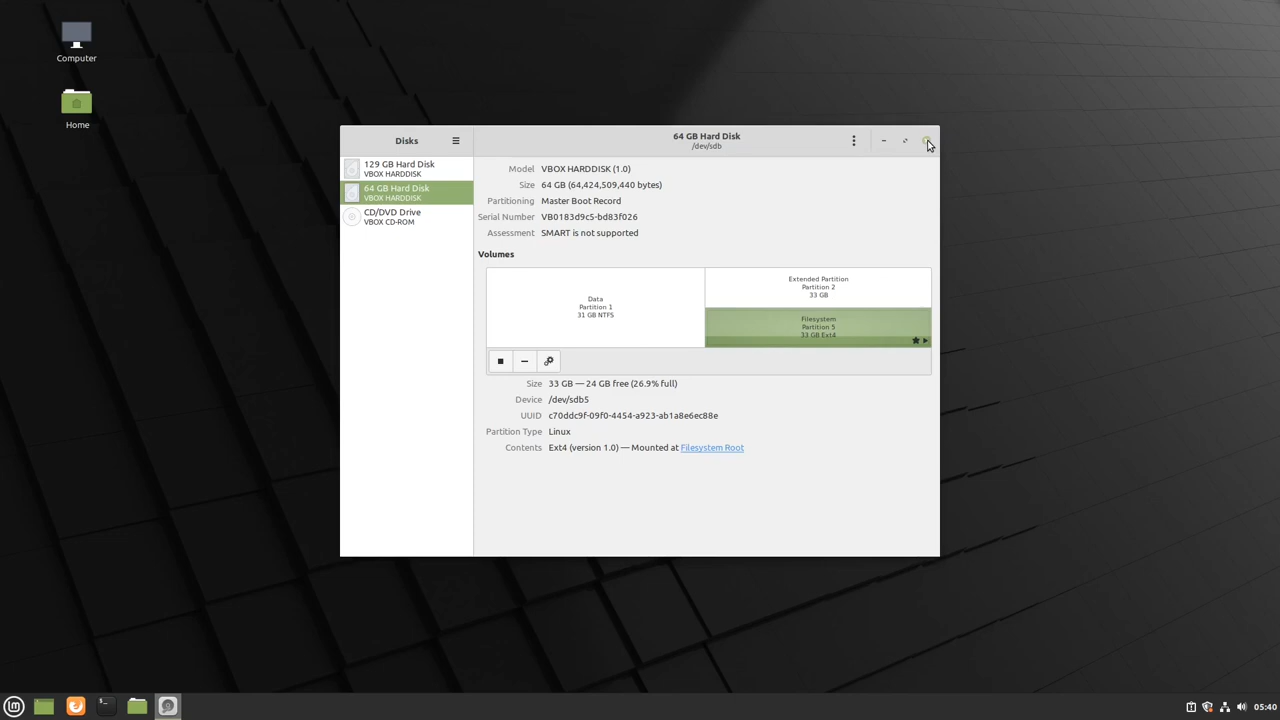 Computer
Home
Disks
64 GB Hard Disk
/dev/sdb
129 GB Hard Disk
VBOX HARDDISK
64 GB Hard Disk
VBOX HARDDISK
CD/DVD Drive
VBOX CD-ROM
Model VBOX HARDDISK (1.0)
Size 64 GB (64,424,509,440 bytes)
Partitioning Master Boot Record
Serial Number VB0183d9c5-bd83f026
Assessment SMART is not supported
Volumes
Data
Partition 1
31 GB NTFS
Extended Partition
Partition 2
33 GB
Filesystem
Partition 5
33 GB Ext4
Size 33 GB — 24 GB free (26.9% full)
Device /dev/sdb5
UUID c70ddc9f-09f0-4454-a923-ab1a8e6ec88e
Partition Type Linux
Contents Ext4 (version 1.0) — Mounted at Filesystem Root
05:40